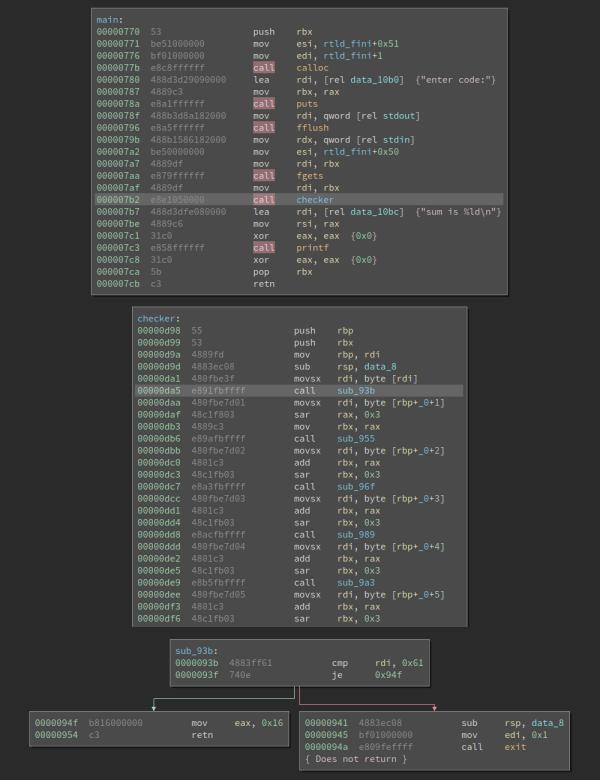 main:
00000770 53 push rbx
00000771 be51000000 mov esi, rtld_fini+0x51
00000776 bf01000000 mov edi, rtld_fini+1
0000077b e8c8ffffff call calloc
00000780 488d3d29090000 lea rdi, [rel data_10b0] {"enter code:"}
00000787 4889c3 mov rbx, rax
0000078a e8a1ffffff call puts
0000078f 488b3d8a182000 mov rdi, qword [rel stdout]
00000796 e8a5ffffff call fflush
0000079b 488b1586182000 mov rdx, qword [rel stdin]
000007a2 be50000000 mov esi, rtld_fini+0x50
000007a7 4889df mov rdi, rbx
000007aa e879ffffff call fgets
000007af 4889df mov rdi, rbx
000007b2 e8e1050000 call checker
000007b7 488d3dfe080000 lea rdi, [rel data_10bc] {"sum is %ld\n"}
000007be 4889c6 mov rsi, rax
000007c1 31c0 xor eax, eax {0x0}
000007c3 e858ffffff call printf
000007c8 31c0 xor eax, eax {0x0}
000007ca 5b pop rbx
000007cb c3 retn
checker:
00000d98 55 push rbp
00000d99 53 push rbx
00000d9a 4889fd mov rbp, rdi
00000d9d 4883ec08 sub rsp, data_8
00000da1 480fbe3f movsx rdi, byte [rdi]
00000da5 e891fbffff call sub_93b
00000daa 480fbe7d01 movsx rdi, byte [rbp+_0+1]
00000daf 48c1f803 sar rax, 0x3
00000db3 4889c3 mov rbx, rax
00000db6 e89afbffff call sub_955
00000dbb 480fbe7d02 movsx rdi, byte [rbp+_0+2]
00000dc0 4801c3 add rbx, rax
00000dc3 48c1fb03 sar rbx, 0x3
00000dc7 e8a3fbffff call sub_96f
00000dcc 480fbe7d03 movsx rdi, byte [rbp+_0+3]
00000dd1 4801c3 add rbx, rax
00000dd4 48c1fb03 sar rbx, 0x3
00000dd8 e8acfbffff call sub_989
00000ddd 480fbe7d04 movsx rdi, byte [rbp+_0+4]
00000de2 4801c3 add rbx, rax
00000de5 48c1fb03 sar rbx, 0x3
00000de9 e8b5fbffff call sub_9a3
00000dee 480fbe7d05 movsx rdi, byte [rbp+_0+5]
00000df3 4801c3 add rbx, rax
00000df6 48c1fb03 sar rbx, 0x3
sub_93b:
0000093b 4883ff61 cmp rdi, 0x61
0000093f 740e je 0x94f
0000094f b816000000 mov eax, 0x16
00000954 c3 retn
00000941 4883ec08 sub rsp, data_8
00000945 bf01000000 mov edi, 0x1
0000094a e809feffff call exit
{ Does not return }